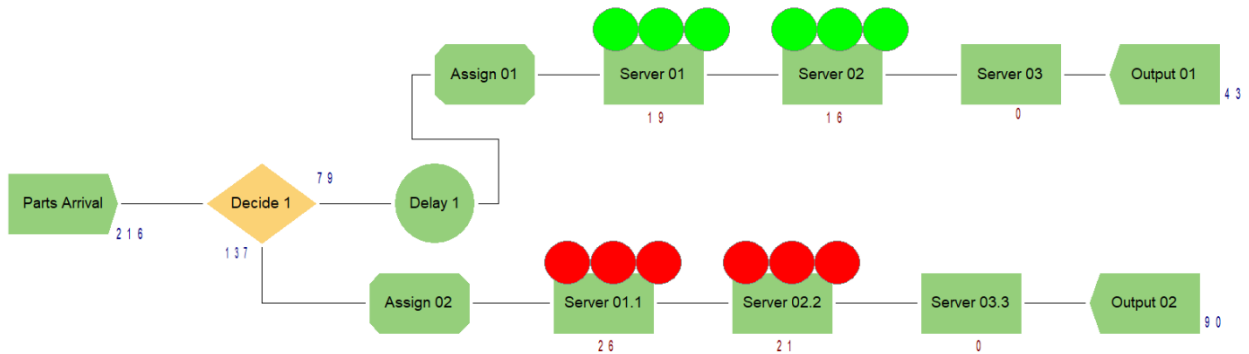 Assign 01
Server 01
Server 02
Server 03
Output 01
43
19
16
0
Parts Arrival
216
Decide 1
79
137
Delay 1
Assign 02
Server 01.1
Server 02.2
Server 03.3
Output 02
90
26
21
0